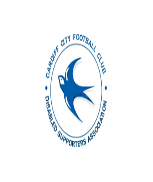 CARDIFF CITY FOOTBALL CLUB
DISABLED SUPPORTERS ASSOCIATION